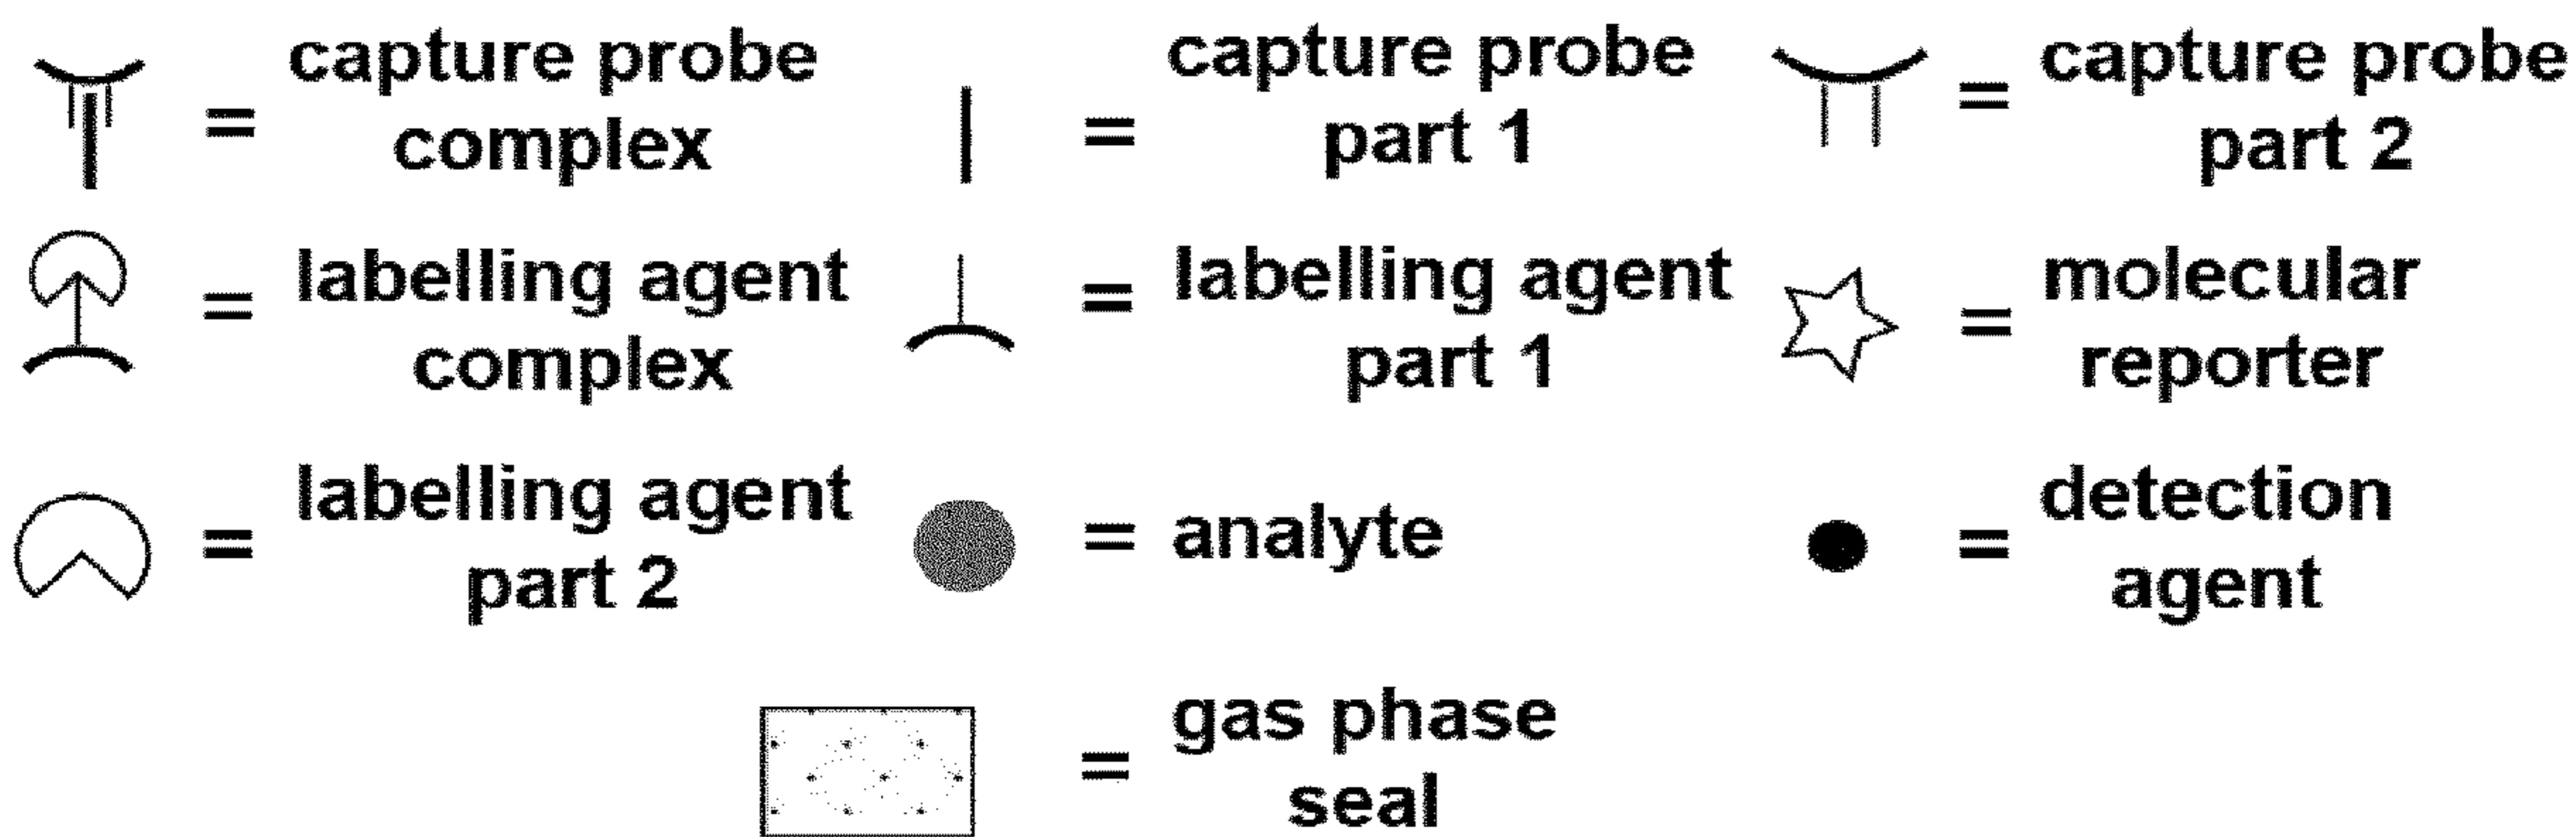 = capture probe complex
= capture probe part 1
= capture probe part 2
= labelling agent complex
= labelling agent part 1
= molecular reporter
= labelling agent part 2
= analyte
= detection agent
= gas phase seal